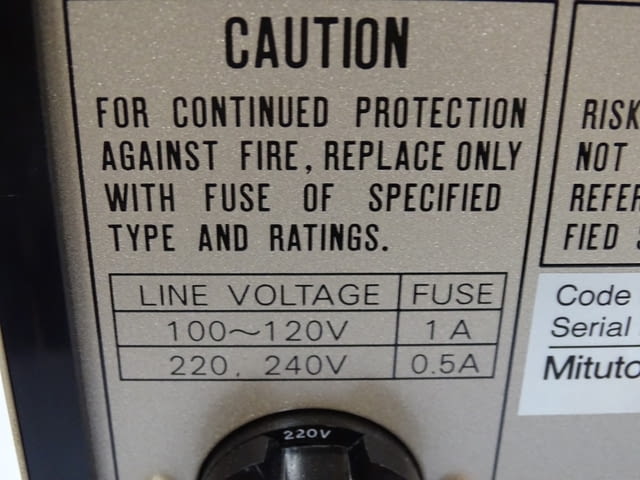 CAUTION
FOR CONTINUED PROTECTION
AGAINST FIRE, REPLACE ONLY
WITH FUSE OF SPECIFIED
TYPE AND RATINGS.
LINE VOLTAGE FUSE
100~120V 1A
220, 240V 0.5A
220V
RISK
NOT
REFER
FIED
Code
Serial
Mituto